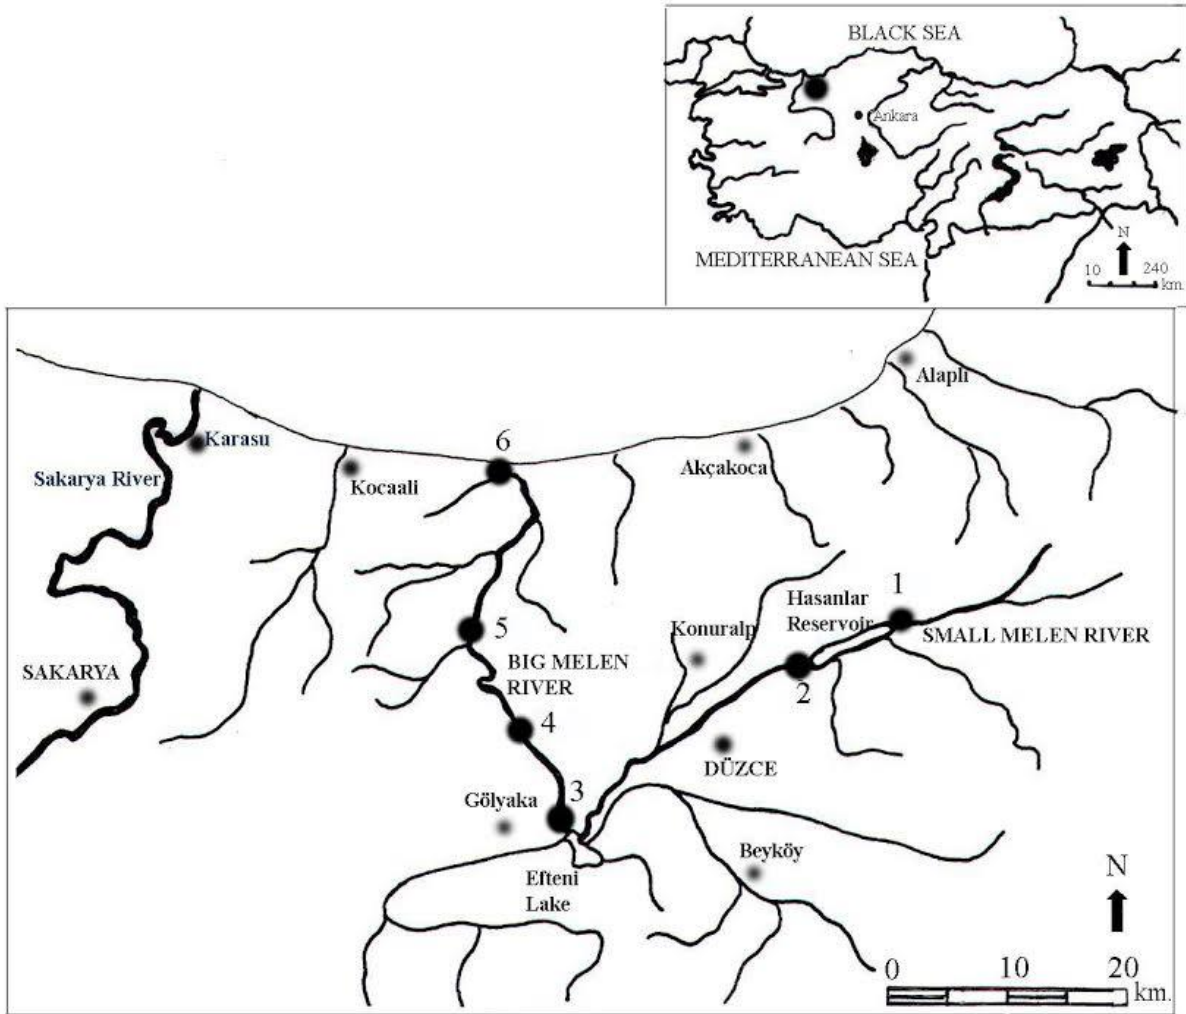 BLACK SEA
Ankara
MEDITERRANEAN SEA
N
10 240
km.
Alaplı
6
Karasu
Akçakoca
Sakarya River
Kocaali
1
Hasanlar
Reservoir
SMALL MELEN RIVER
5
Konuralp
BIG MELEN
RIVER
SAKARYA
2
4
DÜZCE
3
Gölyaka
Beyköy
Efteni
Lake
N
0 10 20
km.